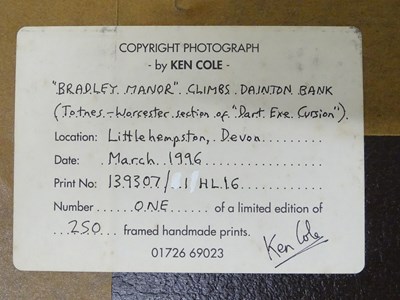 COPYRIGHT PHOTOGRAPH
- by KEN COLE -
"BRADLEY MANOR" CLIMBS DAINTON BANK
(Totnes - Worcester section of "Dart Exe Cursion").
Location: Littlehempston, Devon
Date: March 1996
Print No: 139307/ 1/HL16
Number ONE of a limited edition of
250 framed handmade prints.
01726 69023
Ken Cole